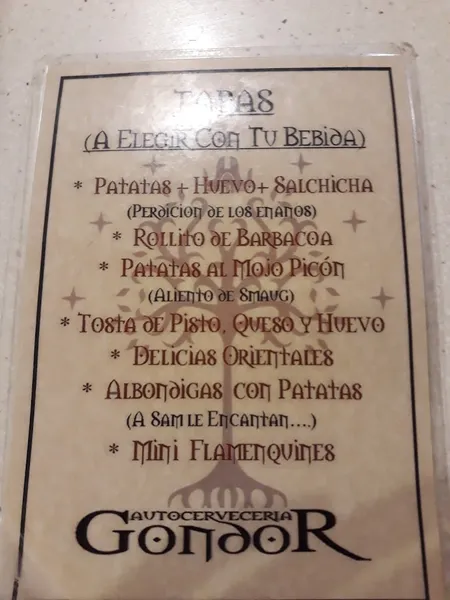 TAPAS
(A ELEGIR CON TU BEBIDA)
* PATATAS + HUEVO+ SALCHICHA
(PERDICION DE LOS ENANOS)
* ROLLITO DE BARBACOA
* PATATAS AL MOJO PICÓN
(ALIENTO DE SMAUG)
* TOSTA DE PISTO, QUESO Y HUEVO
* DELICIAS ORIENTALES
* ALBONDIGAS CON PATATAS
(A SAM LE ENCANTAN....)
* MINI FLAMENQUINES
AUTOCERVECERIA
GONDOR